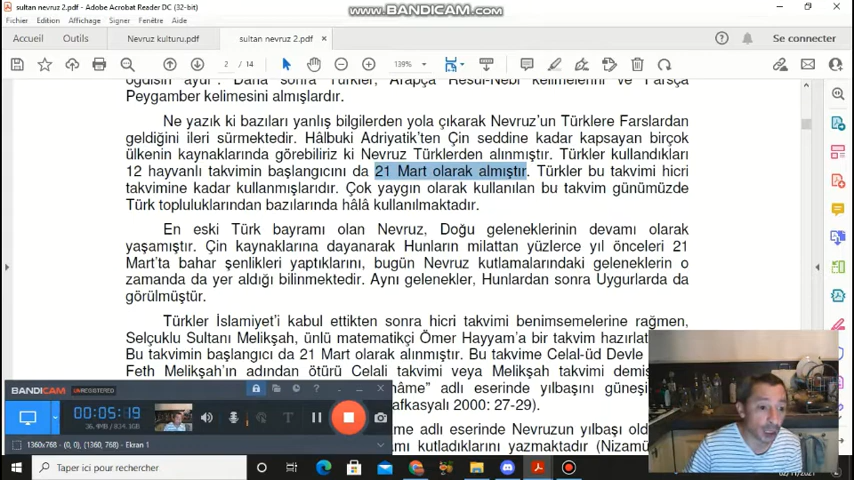 sultan nevruz 2.pdf - Adobe Acrobat Reader DC (32-bit)
www.BANDICAM.com
Fichier Edition Affichage Signer Fenêtre Aide
Accueil Outils Nevruz kulturu.pdf sultan nevruz 2.pdf × Se connecter
2 / 14 139%
Peygamber kelimesini almışlardır.
Ne yazık ki bazıları yanlış bilgilerden yola çıkarak Nevruz'un Türklere Farslardan
geldiğini ileri sürmektedir. Hâlbuki Adriyatik'ten Çin seddine kadar kapsayan birçok
ülkenin kaynaklarında görebiliriz ki Nevruz Türklerden alınmıştır. Türkler kullandıkları
12 hayvanlı takvimin başlangıcını da 21 Mart olarak almıştır. Türkler bu takvimi hicri
takvimine kadar kullanmışlardır. Çok yaygın olarak kullanılan bu takvim günümüzde
Türk topluluklarından bazılarında hâlâ kullanılmaktadır.
En eski Türk bayramı olan Nevruz, Doğu geleneklerinin devamı olarak
yaşamıştır. Çin kaynaklarına dayanarak Hunların milattan yüzlerce yıl önceleri 21
Mart'ta bahar şenlikleri yaptıklarını, bugün Nevruz kutlamalarındaki geleneklerin o
zamanda da yer aldığı bilinmektedir. Aynı gelenekler, Hunlardan sonra Uygurlarda da
görülmüştür.
Türkler İslamiyet'i kabul ettikten sonra hicri takvimi benimsemelerine rağmen,
Selçuklu Sultanı Melikşah, ünlü matematikçi Ömer Hayyam'a bir takvim hazırlat
Bu takvimin başlangıcı da 21 Mart olarak alınmıştır. Bu takvime Celal-üd Devle
Feth Melikşah'ın adından ötürü Celali takvimi veya Melikşah takvimi
hâme" adlı eserinde yılbaşını güneşi
afkasyalı 2000: 27-29).
me adlı eserinde Nevruzun yılbaşı old
amı kutladıklarını yazmaktadır (Nizamü
BANDICAM UNREGISTERED
00:05:19
36.4MB / 834.1GB
1360x768 - (0, 0), (1360, 768) - Ekran 1
Taper ici pour rechercher